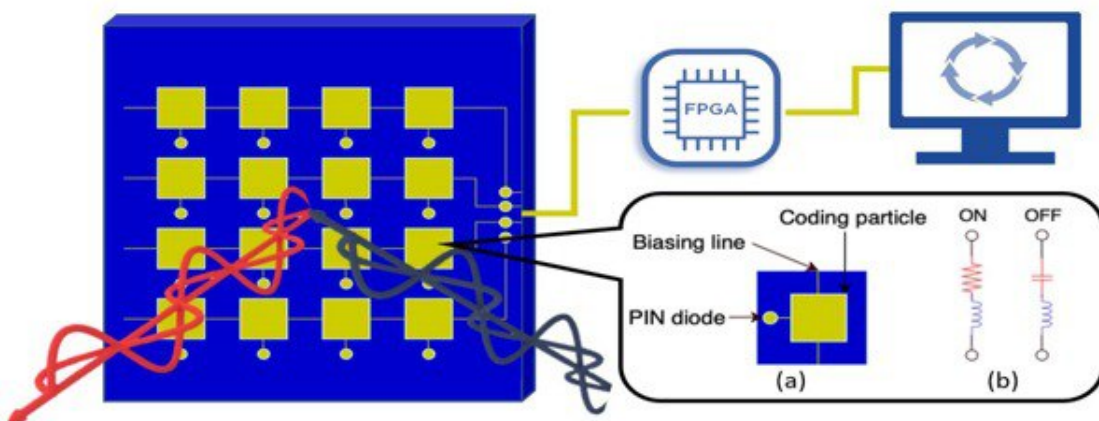 FPGA
Coding particle
ON OFF
Biasing line
PIN diode
(a) (b)